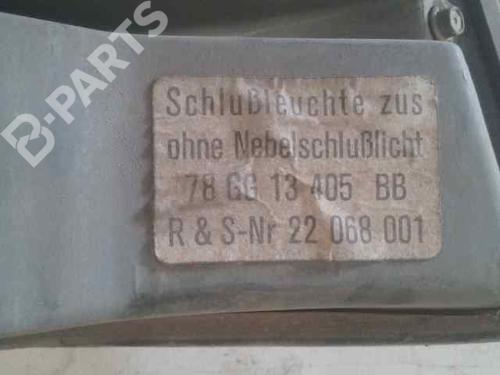 B-PARTS
Schlußleuchte zus
ohne Nebelschlußlicht
78 GG 13 405 BB
R & S-Nr 22 068 001